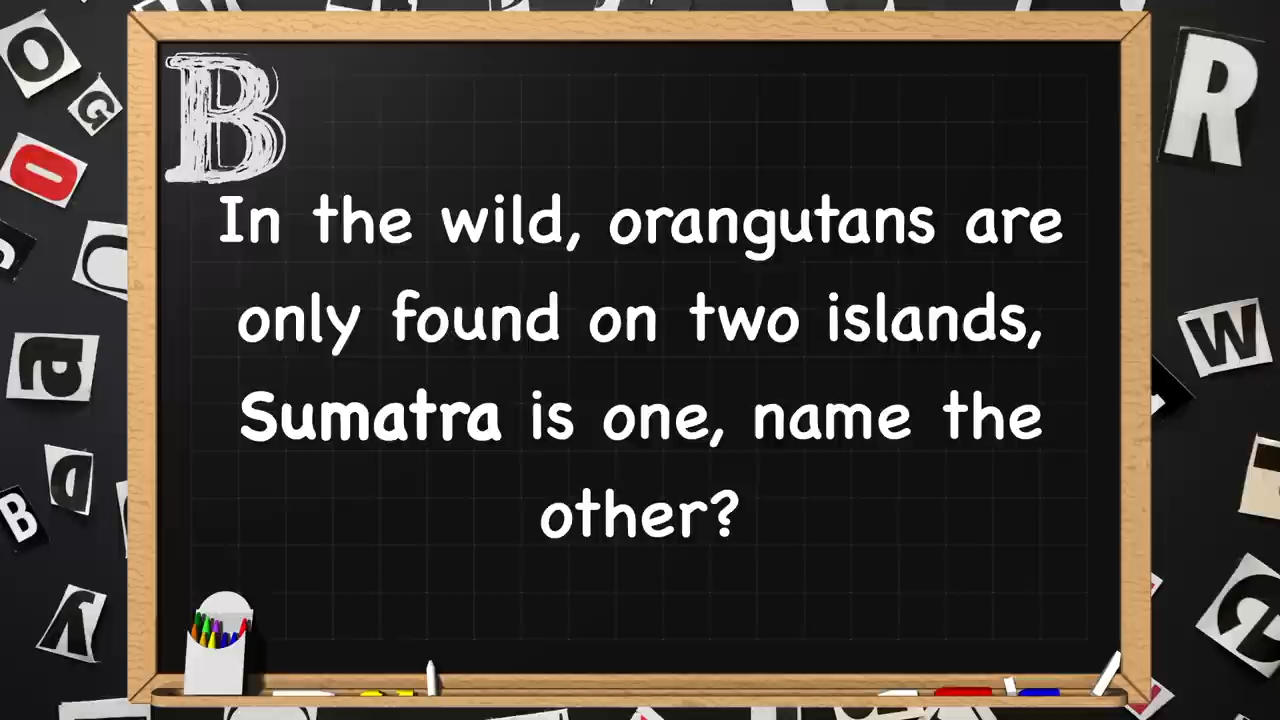 B
In the wild, orangutans are
only found on two islands,
Sumatra is one, name the
other?